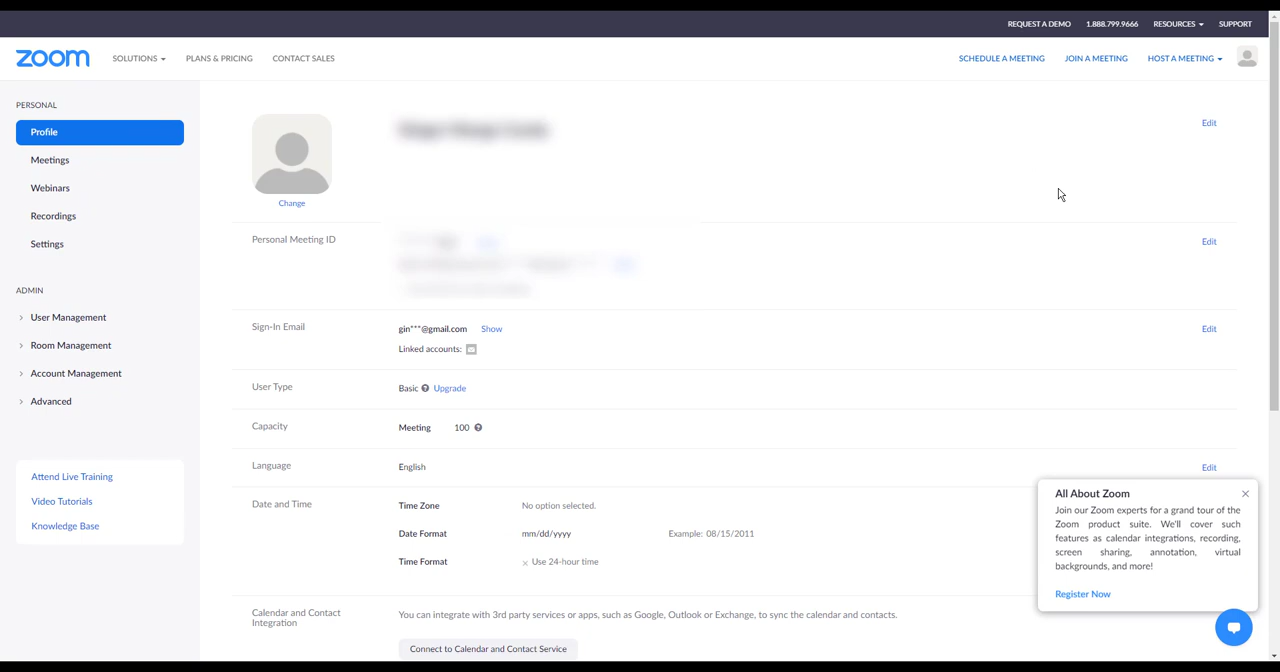 REQUEST A DEMO 1.888.799.9666 RESOURCES SUPPORT
zoom SOLUTIONS PLANS & PRICING CONTACT SALES SCHEDULE A MEETING JOIN A MEETING HOST A MEETING
PERSONAL
Profile
Meetings
Webinars
Recordings
Settings
ADMIN
User Management
Room Management
Account Management
Advanced
Attend Live Training
Video Tutorials
Knowledge Base
Edit
Change
Personal Meeting ID
Edit
Sign-In Email gin***@gmail.com Show Edit
Linked accounts:
User Type Basic Upgrade
Capacity Meeting 100
Language English Edit
Date and Time Time Zone No option selected.
Date Format mm/dd/yyyy Example: 08/15/2011
Time Format × Use 24-hour time
Calendar and Contact Integration
You can integrate with 3rd party services or apps, such as Google, Outlook or Exchange, to sync the calendar and contacts.
Connect to Calendar and Contact Service
All About Zoom
Join our Zoom experts for a grand tour of the
Zoom product suite. We'll cover such
features as calendar integrations, recording,
screen sharing, annotation, virtual
backgrounds, and more!
Register Now